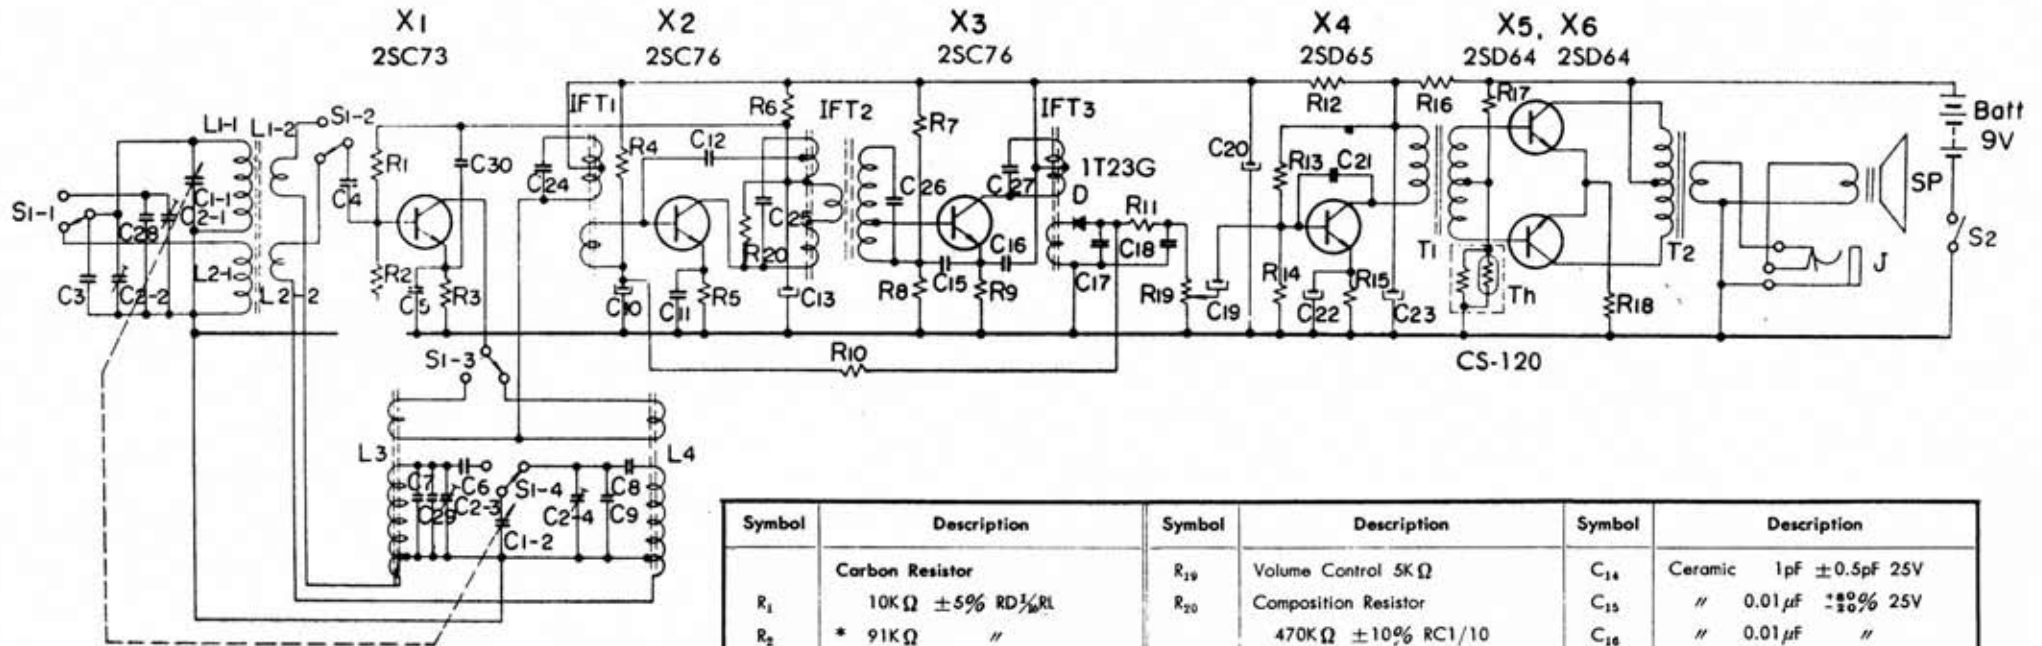 X1 X2 X3 X4 X5, X6
2SC73 2SC76 2SC76 2SD65 2SD64 2SD64
L1-1 L1-2 S1-2 R1 C30 IFT1 R4 C12 R6 IFT2 R7 IFT3 R12 R16 R17 Batt
9V
S1-1 C1-1 C2-1 C28 C4 C24 C25 C26 C27 1T23G D R11 C20 R13 C21 SP
C3 C2-2 L2-1 L2-2 R2 C5 R3 C10 C11 R5 R20 C13 R8 C15 C16 R9 C17 C18 R19 C19 R14 C22 R15 C23 T1 Th R18 T2 J S2
S1-3 R10 CS-120
L3 L4
C7 C29 C6 C2-3 S1-4 C2-4 C8 C9
C1-2
Symbol Description Symbol Description Symbol Description
Carbon Resistor R19 Volume Control 5KΩ C14 Ceramic 1pF ±0.5pF 25V
R1 10KΩ ±5% RD⅟₁₆RL R20 Composition Resistor C15 〃 0.01μF +80 -20% 25V
R2 * 91KΩ 〃 470KΩ ±10% RC1/10 C16 〃 0.01μF 〃